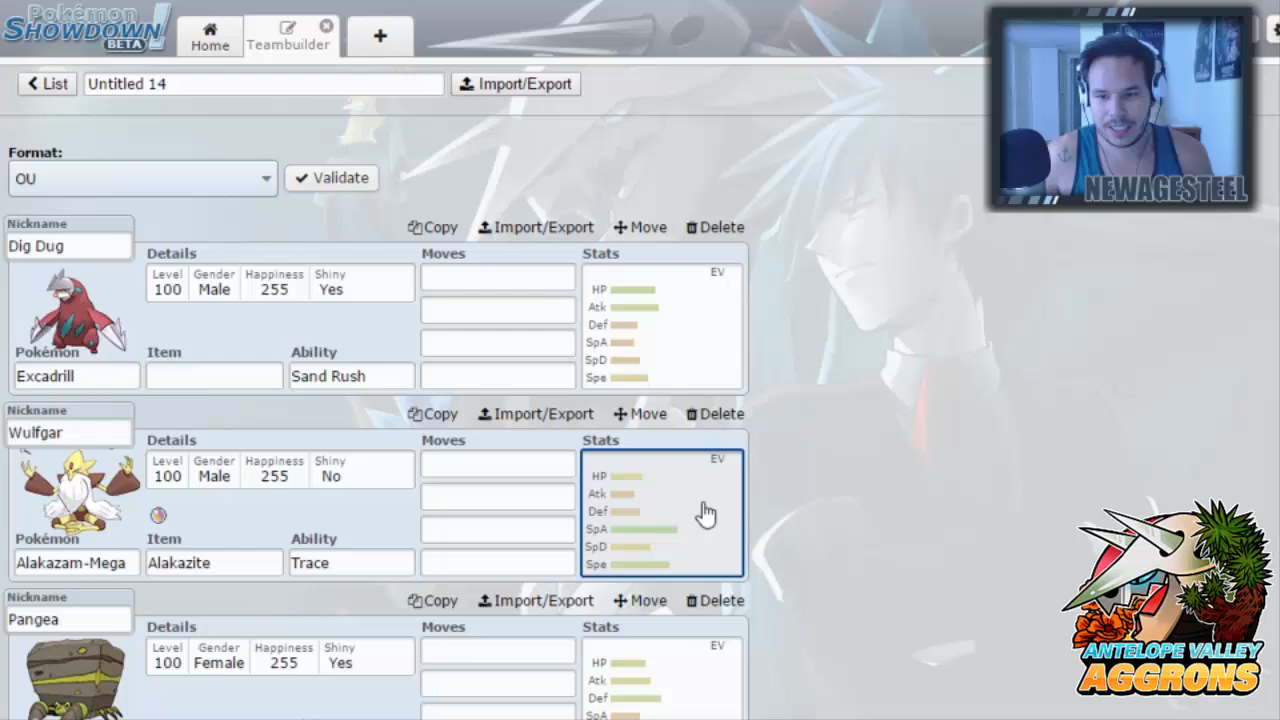 Pokémon
SHOWDOWN!
BETA
Home
Teambuilder
+
List
Untitled 14
Import/Export
NEWAGESTEEL
Format:
OU
Validate
Nickname
Dig Dug
Copy Import/Export Move Delete
Details
Moves
Stats
Level Gender Happiness Shiny
100 Male 255 Yes
EV
HP
Atk
Def
SpA
SpD
Spe
Pokémon Item Ability
Excadrill Sand Rush
Nickname
Wulfgar
Copy Import/Export Move Delete
Details
Moves
Stats
Level Gender Happiness Shiny
100 Male 255 No
EV
HP
Atk
Def
SpA
SpD
Spe
Pokémon Item Ability
Alakazam-Mega Alakazite Trace
Nickname
Pangea
Copy Import/Export Move Delete
Details
Moves
Stats
Level Gender Happiness Shiny
100 Female 255 Yes
EV
HP
Atk
Def
SpA
ANTELOPE VALLEY
AGGRONS